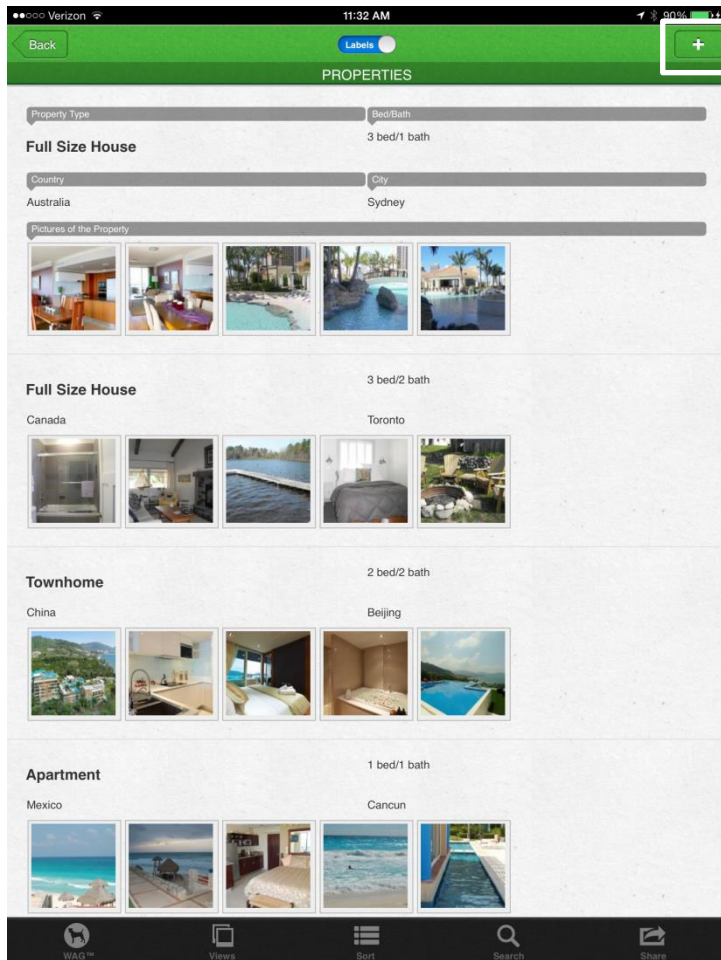 Verizon 11:32 AM 90%
Back Labels +
PROPERTIES
Property Type Bed/Bath
Full Size House 3 bed/1 bath
Country City
Australia Sydney
Pictures of the Property
Full Size House 3 bed/2 bath
Canada Toronto
Townhome 2 bed/2 bath
China Beijing
Apartment 1 bed/1 bath
Mexico Cancun
WAG™ Views Sort Search Share